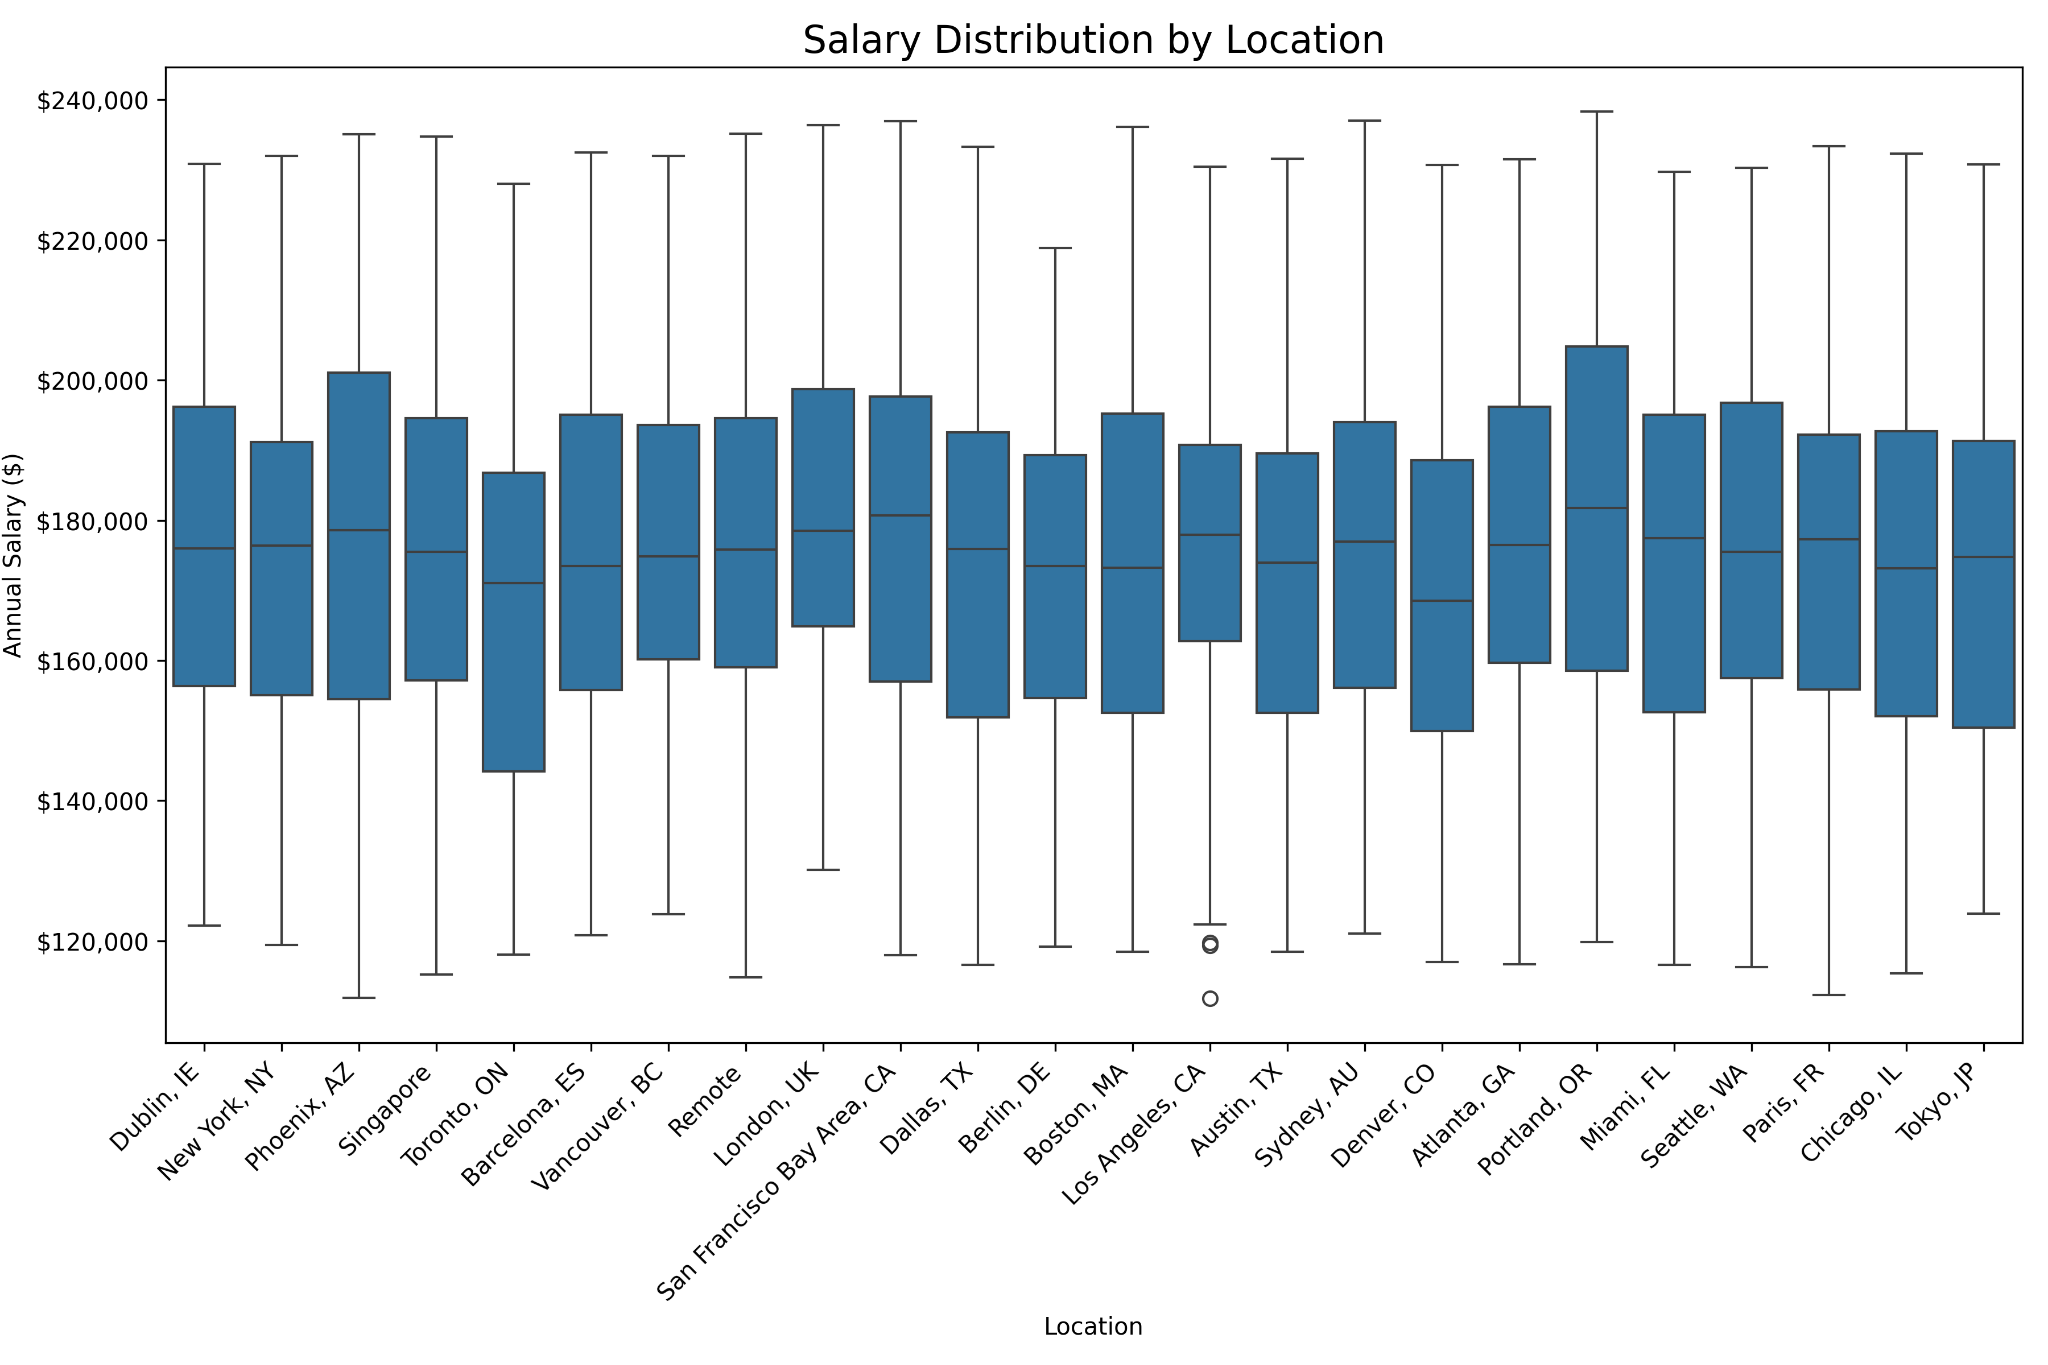 Salary Distribution by Location
Annual Salary ($)
$240,000
$220,000
$200,000
$180,000
$160,000
$140,000
$120,000
Dublin, IE
New York, NY
Phoenix, AZ
Singapore
Toronto, ON
Barcelona, ES
Vancouver, BC
Remote
London, UK
San Francisco Bay Area, CA
Dallas, TX
Berlin, DE
Boston, MA
Los Angeles, CA
Austin, TX
Sydney, AU
Denver, CO
Atlanta, GA
Portland, OR
Miami, FL
Seattle, WA
Paris, FR
Chicago, IL
Tokyo, JP
Location